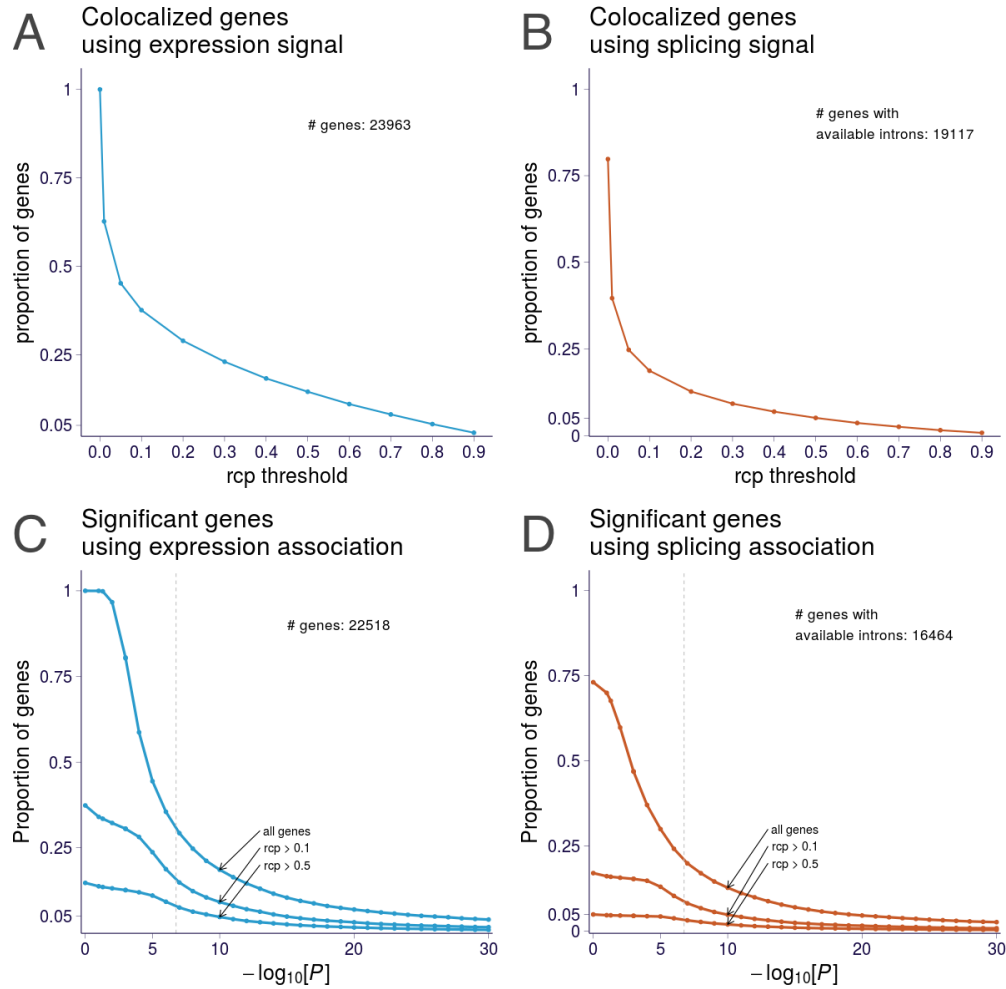 A
Colocalized genes
using expression signal
# genes: 23963
proportion of genes
1
0.75
0.5
0.25
0.05
0.0 0.1 0.2 0.3 0.4 0.5 0.6 0.7 0.8 0.9
rcp threshold
B
Colocalized genes
using splicing signal
# genes with
available introns: 19117
proportion of genes
1
0.75
0.5
0.25
0.05
0
0.0 0.1 0.2 0.3 0.4 0.5 0.6 0.7 0.8 0.9
rcp threshold
C
Significant genes
using expression association
# genes: 22518
Proportion of genes
1
0.75
0.5
0.25
0.05
all genes
rcp > 0.1
rcp > 0.5
0 5 10 20 30
−log10[P]
D
Significant genes
using splicing association
# genes with
available introns: 16464
Proportion of genes
1
0.75
0.5
0.25
0.05
0
all genes
rcp > 0.1
rcp > 0.5
0 5 10 20 30
−log10[P]